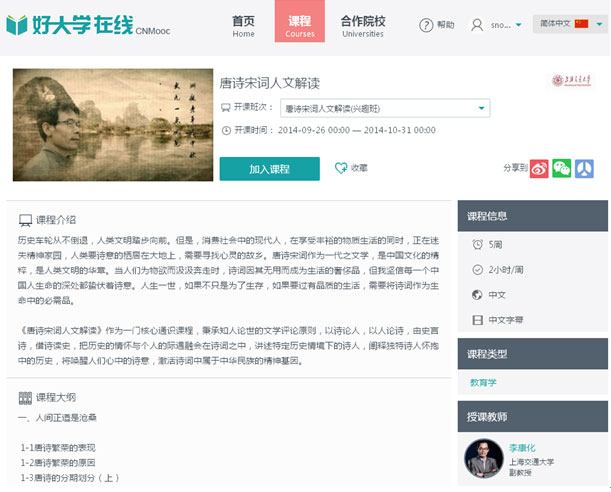 好大学在线 CNMooc
首页
Home
课程
Courses
合作院校
Universities
帮助
sno...
简体中文
唐诗宋词人文解读
开课班次：
唐诗宋词人文解读(兴趣班)
开课时间： 2014-09-26 00:00 — 2014-10-31 00:00
加入课程
收藏
分享到
上海交通大学
课程介绍
历史车轮从不倒退，人类文明踏步向前。但是，消费社会中的现代人，在享受丰裕的物质生活的同时，正在迷
失精神家园，人类要诗意的栖居在大地上，需要寻找心灵的故乡。唐诗宋词作为一代之文学，是中国文化的精
粹，是人类文明的华章。当人们为物欲而汲汲奔走时，诗词因其无用而成为生活的奢侈品，但我坚信每一个中
国人生命的深处都蛰伏着诗意。人生一世，如果不只是为了生存，如果要过有品质的生活，需要将诗词作为生
命中的必需品。
《唐诗宋词人文解读》作为一门核心通识课程，秉承知人论世的文学评论原则，以诗论人，以人论诗，由史言
诗，借诗读史，把历史的情怀与个人的际遇融会在诗词之中，讲述特定历史情境下的诗人，阐释独特诗人怀抱
中的历史，将唤醒人们心中的诗意，激活诗词中属于中华民族的精神基因。
课程大纲
一、人间正道是沧桑
1-1唐诗繁荣的表现
1-2唐诗繁荣的原因
1-3唐诗的分期划分（上）
课程信息
5周
2小时/周
中文
中文字幕
课程类型
教育学
授课教师
李康化
上海交通大学
副教授